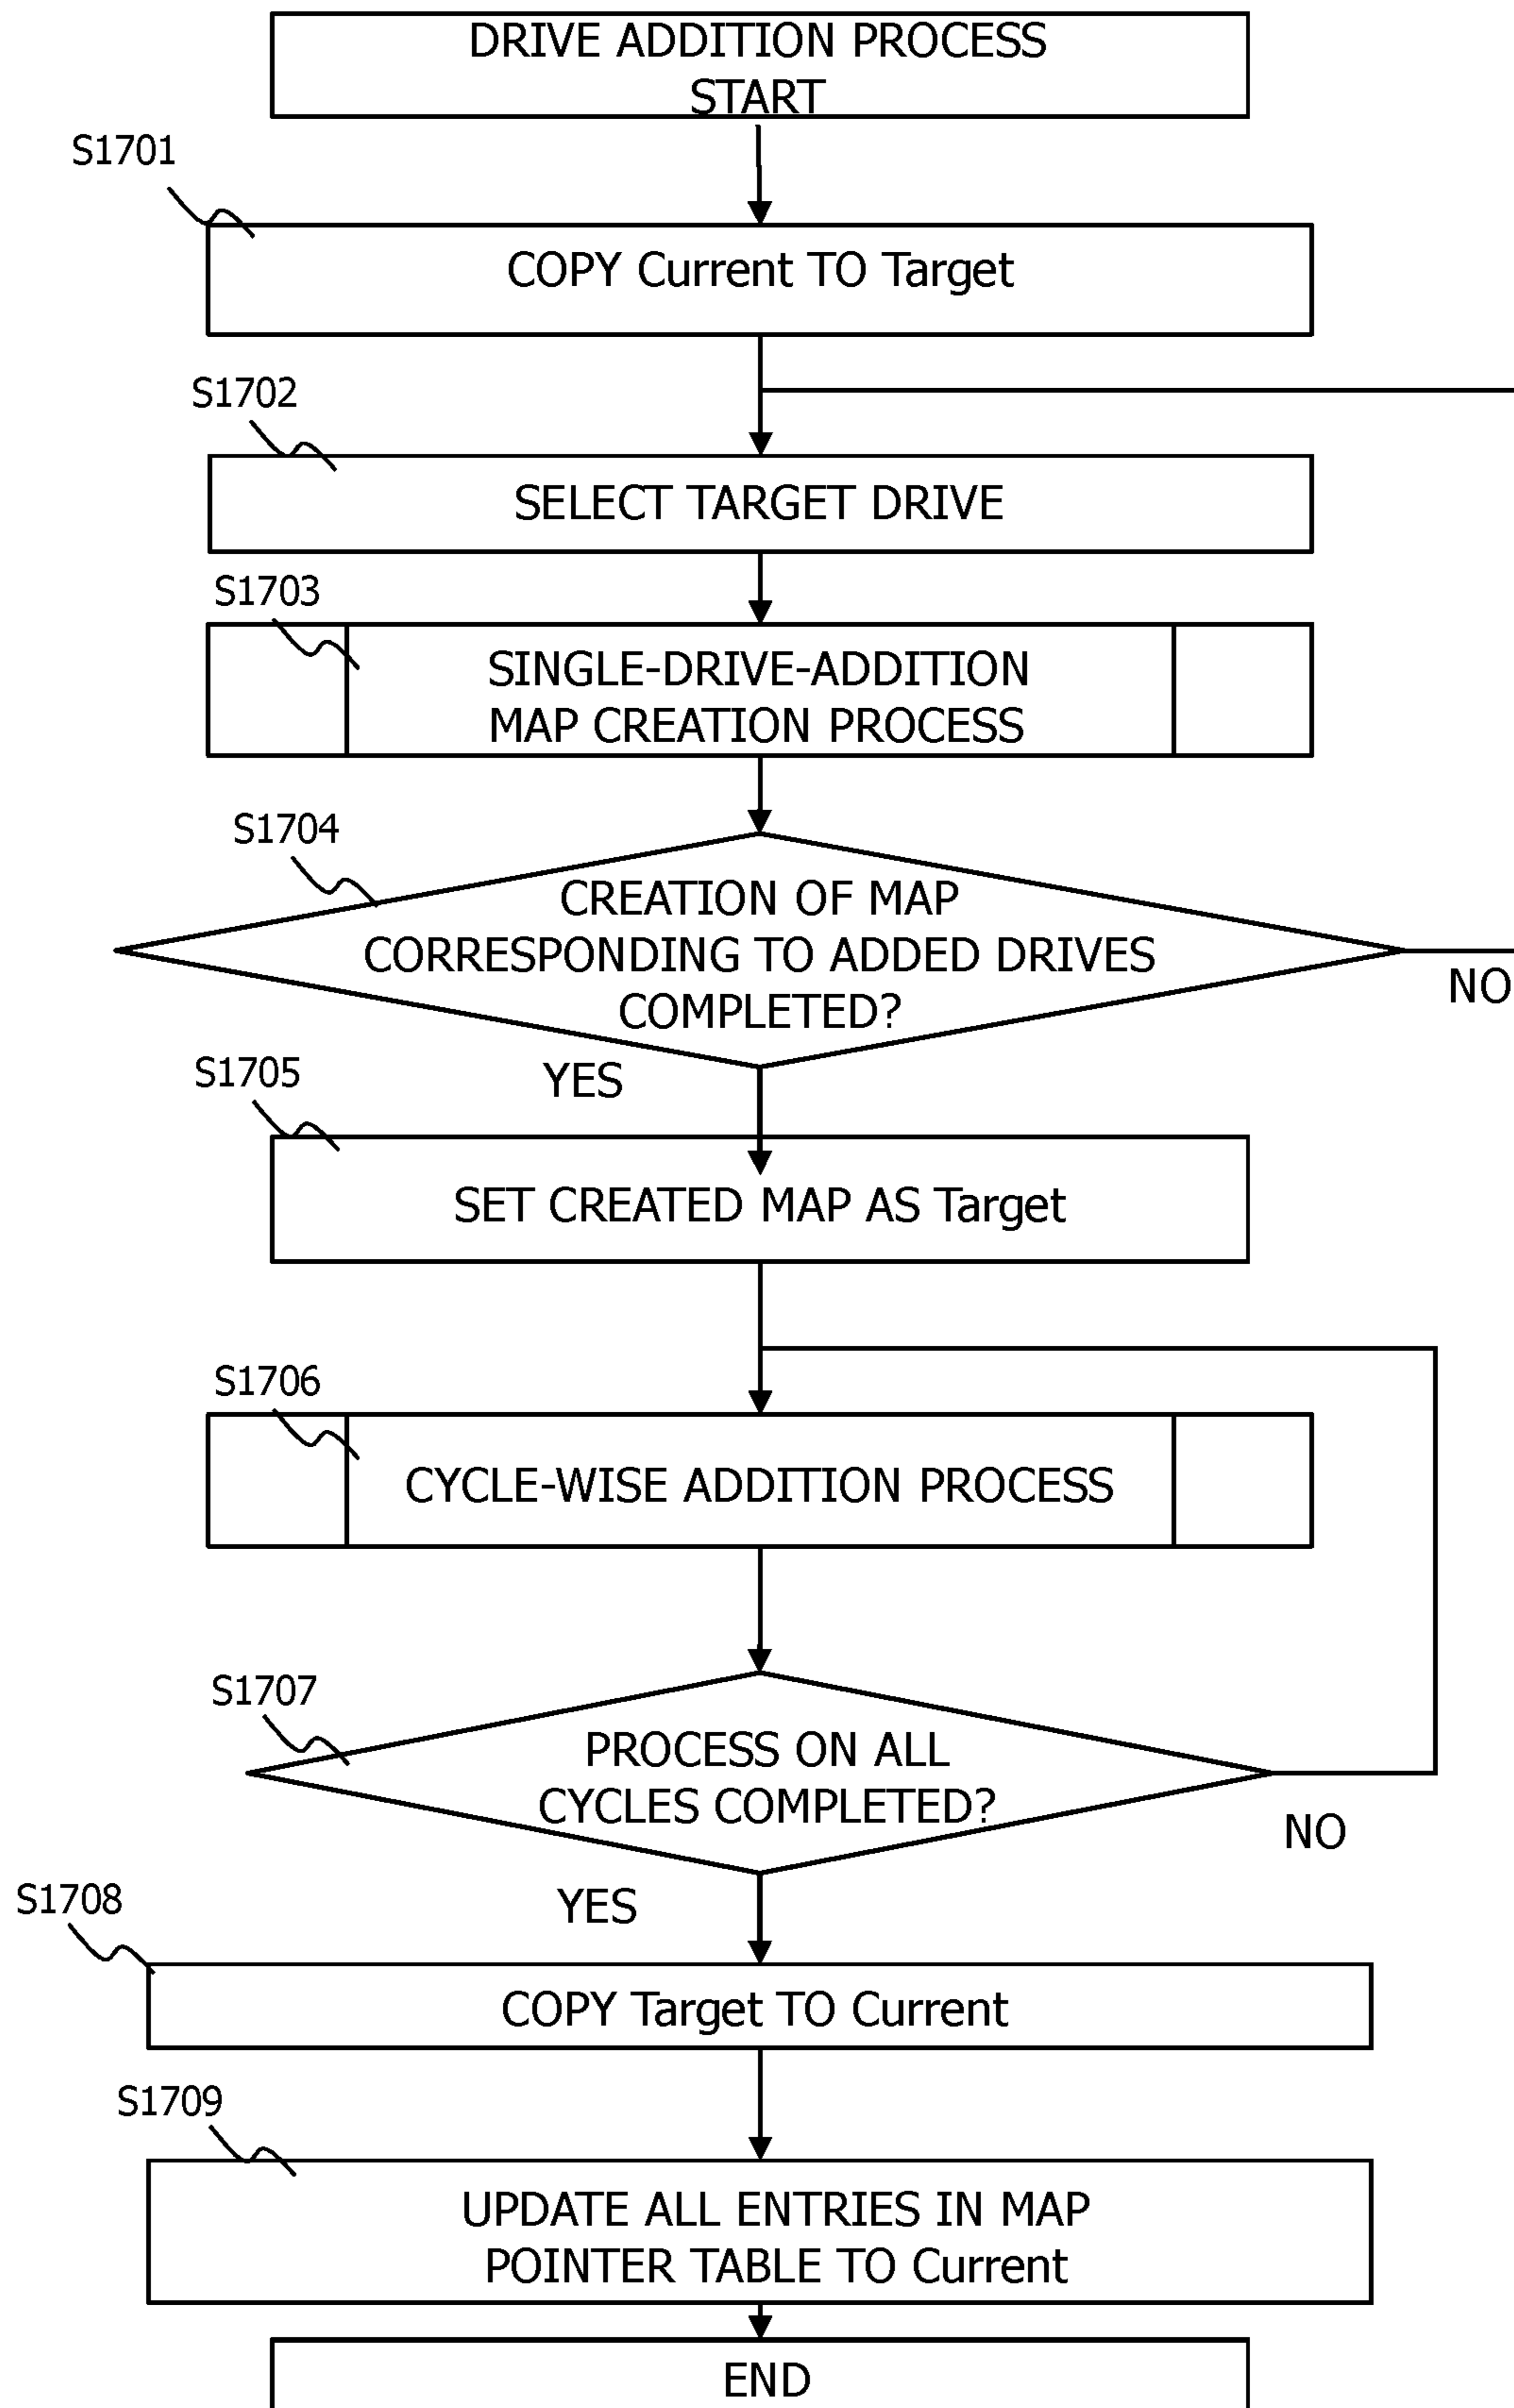 DRIVE ADDITION PROCESS
START
S1701
COPY Current TO Target
S1702
SELECT TARGET DRIVE
S1703
SINGLE-DRIVE-ADDITION
MAP CREATION PROCESS
S1704
CREATION OF MAP
CORRESPONDING TO ADDED DRIVES
COMPLETED?
NO
YES
S1705
SET CREATED MAP AS Target
S1706
CYCLE-WISE ADDITION PROCESS
S1707
PROCESS ON ALL
CYCLES COMPLETED?
NO
YES
S1708
COPY Target TO Current
S1709
UPDATE ALL ENTRIES IN MAP
POINTER TABLE TO Current
END